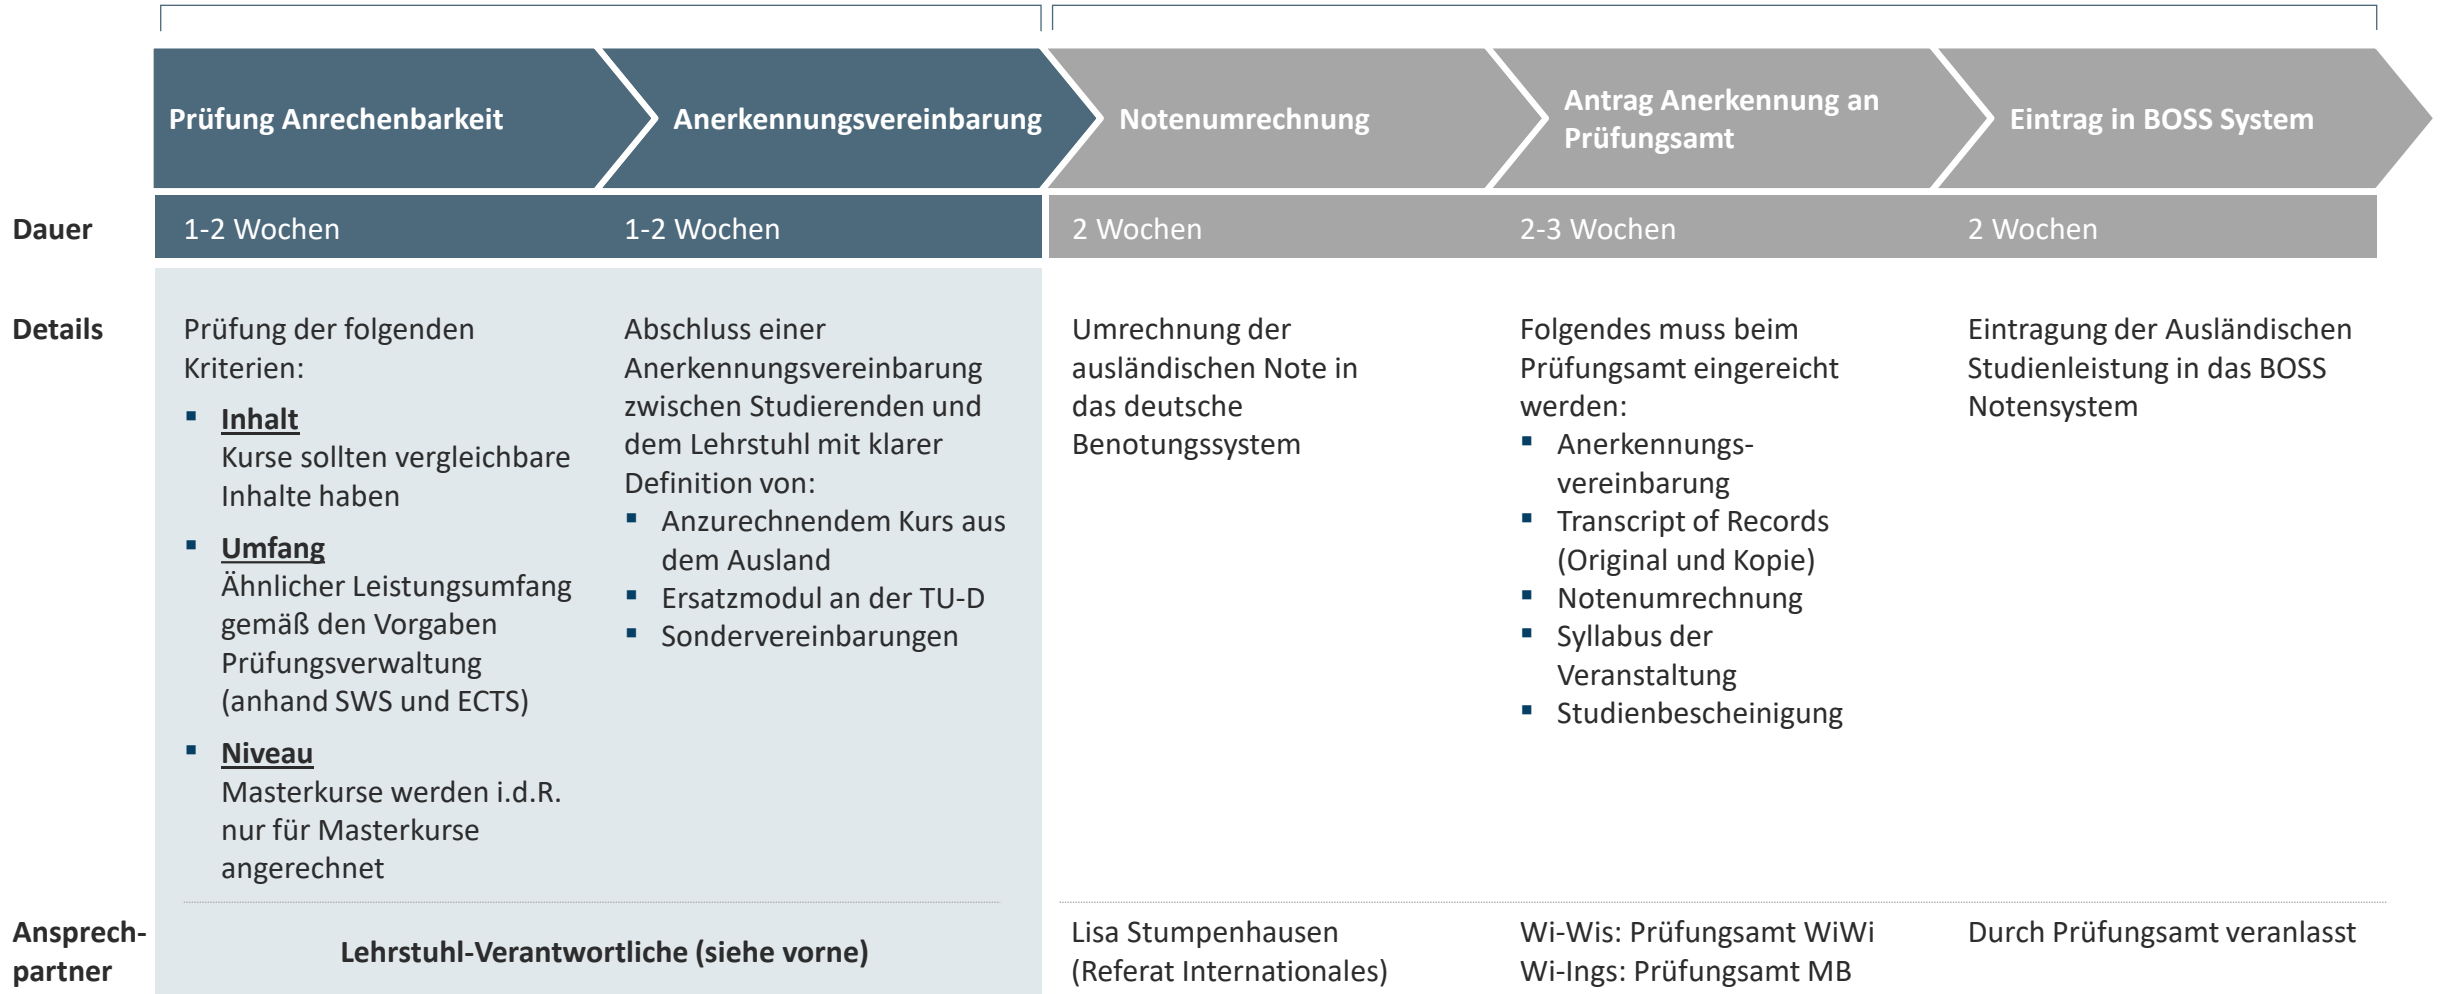 Prüfung Anrechenbarkeit
Anerkennungsvereinbarung
Notenumrechnung
Antrag Anerkennung an
Prüfungsamt
Eintrag in BOSS System
Dauer
1-2 Wochen
1-2 Wochen
2 Wochen
2-3 Wochen
2 Wochen
Details
Prüfung der folgenden
Kriterien:
▪ Inhalt
Kurse sollten vergleichbare
Inhalte haben
▪ Umfang
Ähnlicher Leistungsumfang
gemäß den Vorgaben
Prüfungsverwaltung
(anhand SWS und ECTS)
▪ Niveau
Masterkurse werden i.d.R.
nur für Masterkurse
angerechnet
Abschluss einer
Anerkennungsvereinbarung
zwischen Studierenden und
dem Lehrstuhl mit klarer
Definition von:
▪ Anzurechnendem Kurs aus
dem Ausland
▪ Ersatzmodul an der TU-D
▪ Sondervereinbarungen
Umrechnung der
ausländischen Note in
das deutsche
Benotungssystem
Folgendes muss beim
Prüfungsamt eingereicht
werden:
▪ Anerkennungs-
vereinbarung
▪ Transcript of Records
(Original und Kopie)
▪ Notenumrechnung
▪ Syllabus der
Veranstaltung
▪ Studienbescheinigung
Eintragung der Ausländischen
Studienleistung in das BOSS
Notensystem
Ansprech-
partner
Lehrstuhl-Verantwortliche (siehe vorne)
Lisa Stumpenhausen
(Referat Internationales)
Wi-Wis: Prüfungsamt WiWi
Wi-Ings: Prüfungsamt MB
Durch Prüfungsamt veranlasst